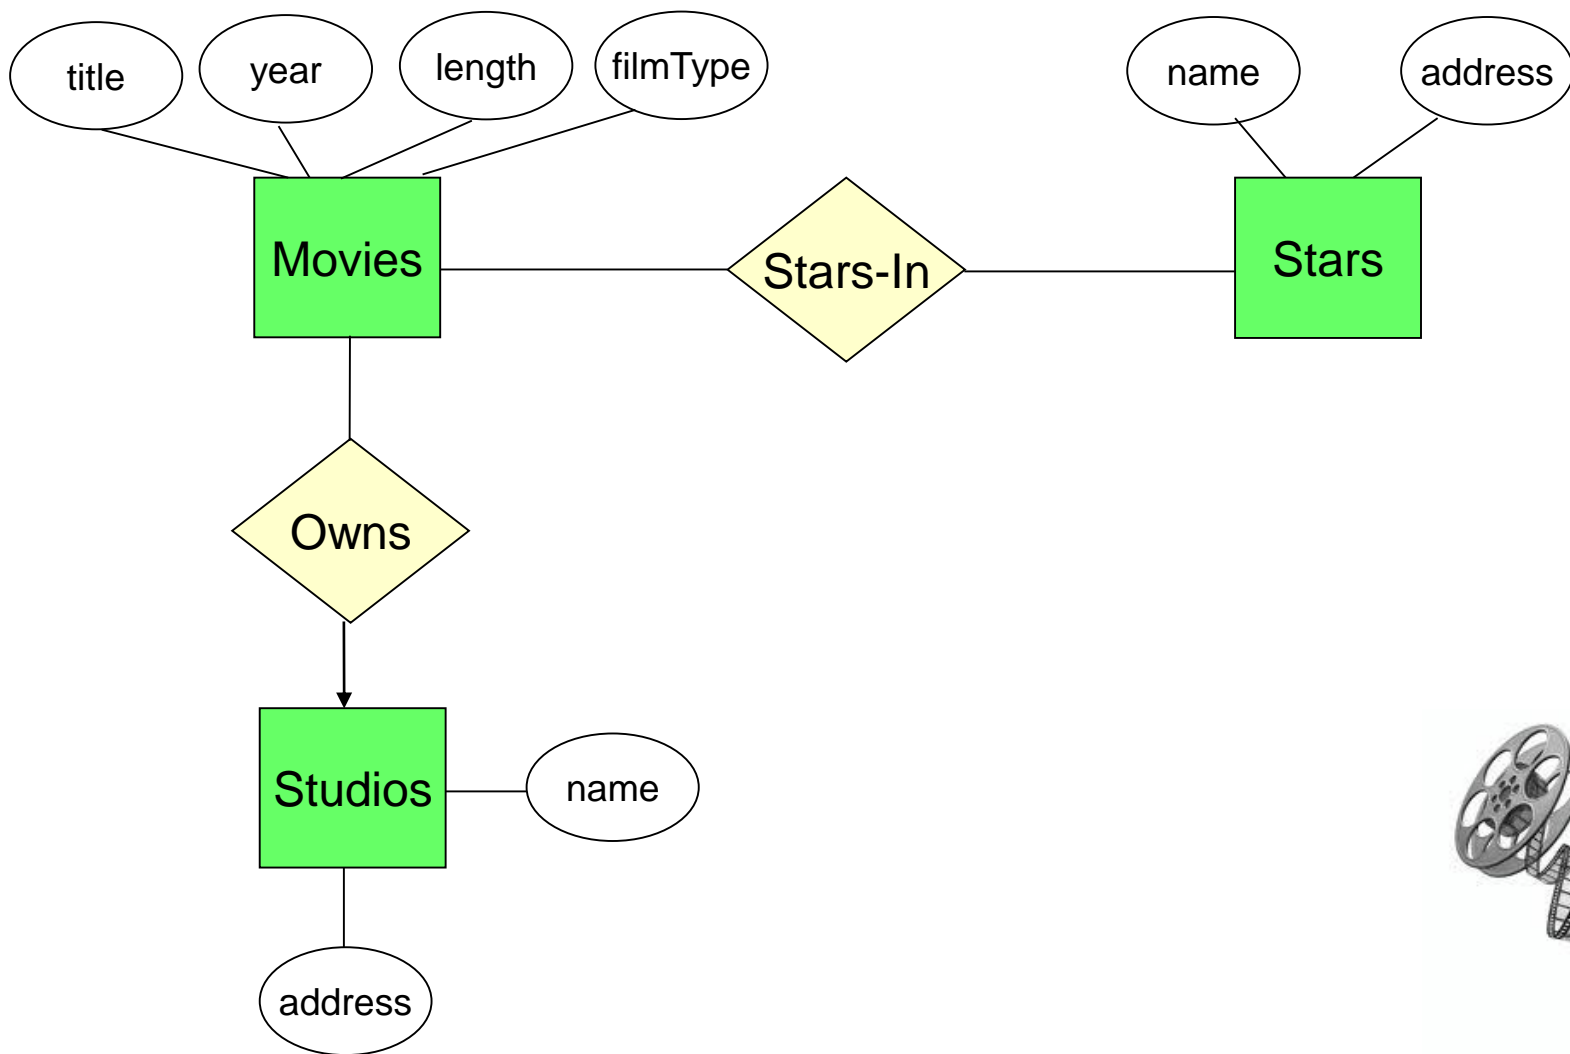 title
year
length
filmType
name
address
Movies
Stars-In
Stars
Owns
Studios
name
address